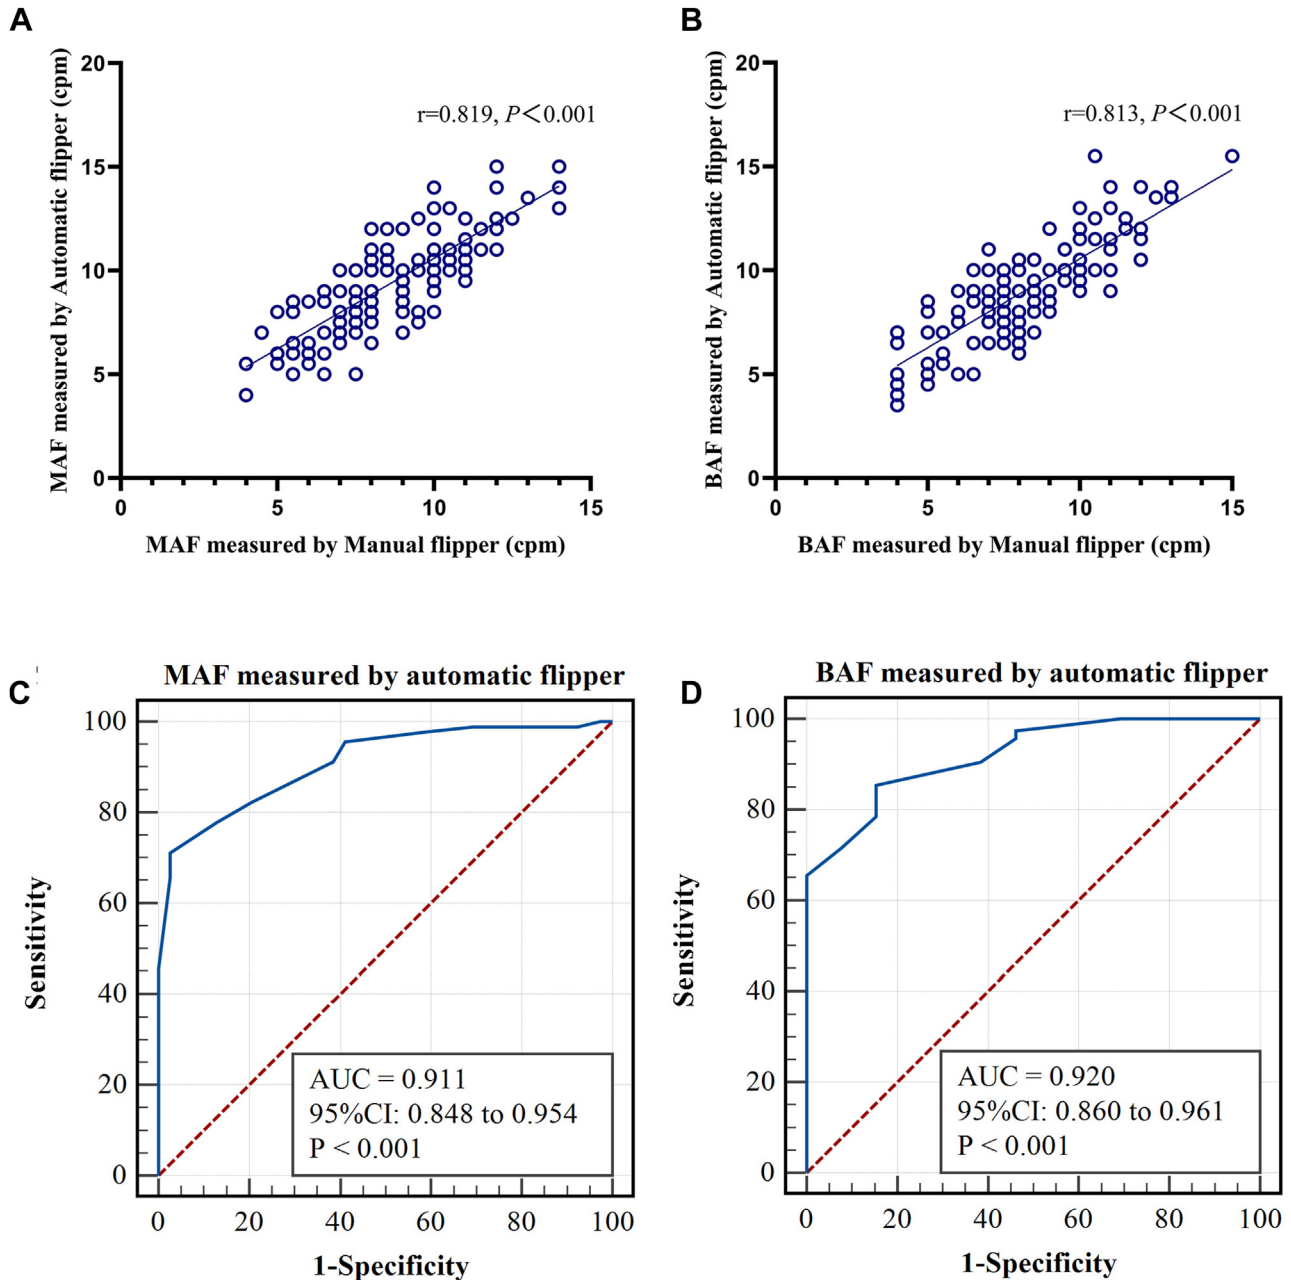 A
MAF measured by Automatic flipper (cpm)
20
15
10
5
0
r=0.819, P＜0.001
0 5 10 15
MAF measured by Manual flipper (cpm)
B
BAF measured by Automatic flipper (cpm)
20
15
10
5
0
r=0.813, P＜0.001
0 5 10 15
BAF measured by Manual flipper (cpm)
C
MAF measured by automatic flipper
Sensitivity
100
80
60
40
20
0
AUC = 0.911
95%CI: 0.848 to 0.954
P < 0.001
0 20 40 60 80 100
1-Specificity
D
BAF measured by automatic flipper
Sensitivity
100
80
60
40
20
0
AUC = 0.920
95%CI: 0.860 to 0.961
P < 0.001
0 20 40 60 80 100
1-Specificity